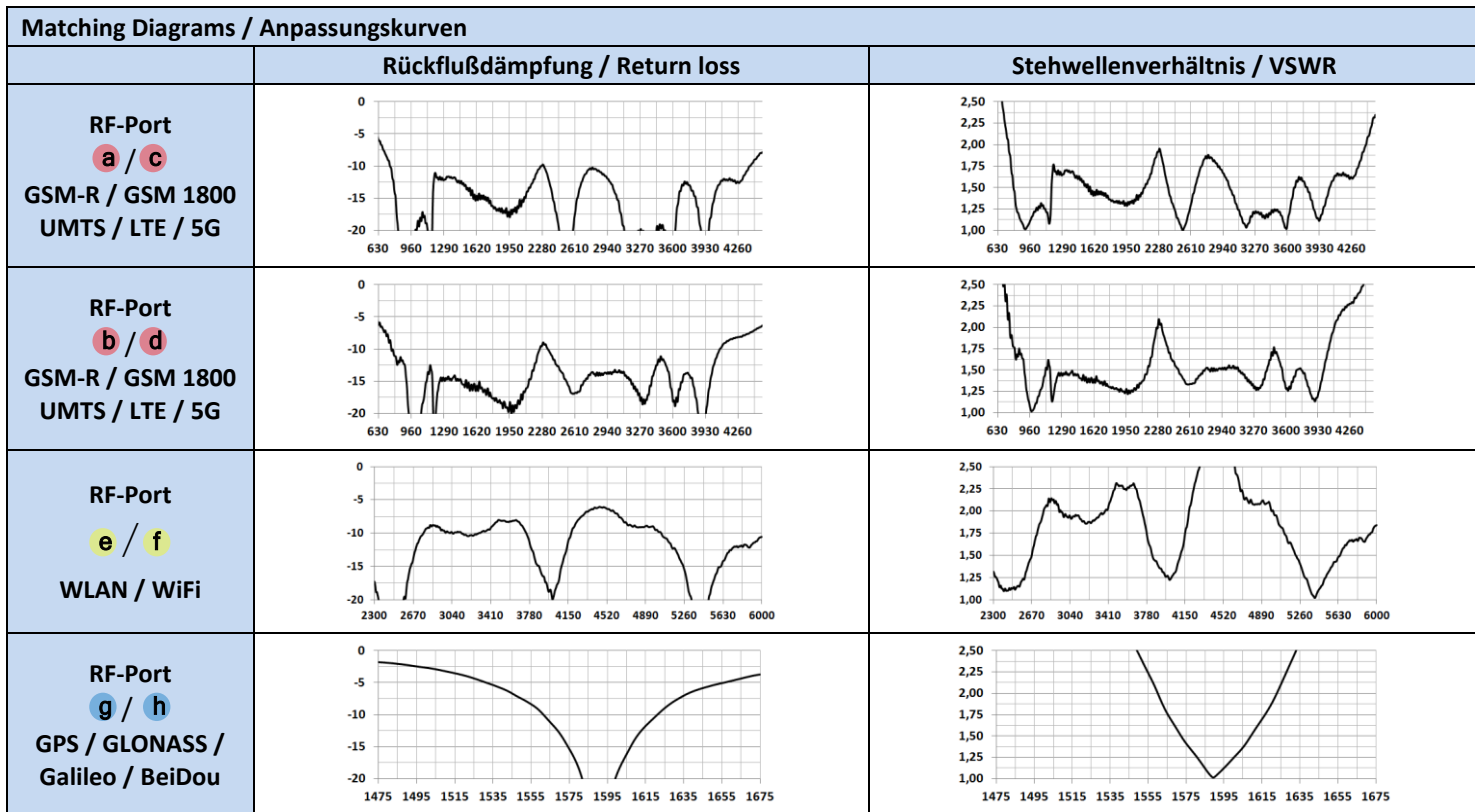 Matching Diagrams / Anpassungskurven
Rückflußdämpfung / Return loss
Stehwellenverhältnis / VSWR
RF-Port
a / c
GSM-R / GSM 1800
UMTS / LTE / 5G
0
-5
-10
-15
-20
630 960 1290 1620 1950 2280 2610 2940 3270 3600 3930 4260
2,50
2,25
2,00
1,75
1,50
1,25
1,00
630 960 1290 1620 1950 2280 2610 2940 3270 3600 3930 4260
RF-Port
b / d
GSM-R / GSM 1800
UMTS / LTE / 5G
0
-5
-10
-15
-20
630 960 1290 1620 1950 2280 2610 2940 3270 3600 3930 4260
2,50
2,25
2,00
1,75
1,50
1,25
1,00
630 960 1290 1620 1950 2280 2610 2940 3270 3600 3930 4260
RF-Port
e / f
WLAN / WiFi
0
-5
-10
-15
-20
2300 2670 3040 3410 3780 4150 4520 4890 5260 5630 6000
2,50
2,25
2,00
1,75
1,50
1,25
1,00
2300 2670 3040 3410 3780 4150 4520 4890 5260 5630 6000
RF-Port
g / h
GPS / GLONASS /
Galileo / BeiDou
0
-5
-10
-15
-20
1475 1495 1515 1535 1555 1575 1595 1615 1635 1655 1675
2,50
2,25
2,00
1,75
1,50
1,25
1,00
1475 1495 1515 1535 1555 1575 1595 1615 1635 1655 1675